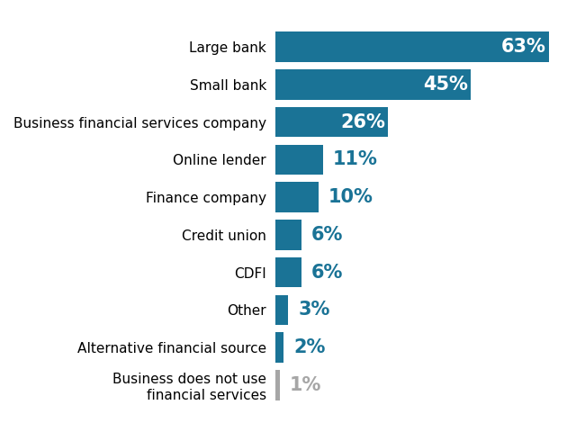 Large bank 63%
Small bank 45%
Business financial services company 26%
Online lender 11%
Finance company 10%
Credit union 6%
CDFI 6%
Other 3%
Alternative financial source 2%
Business does not use
financial services 1%